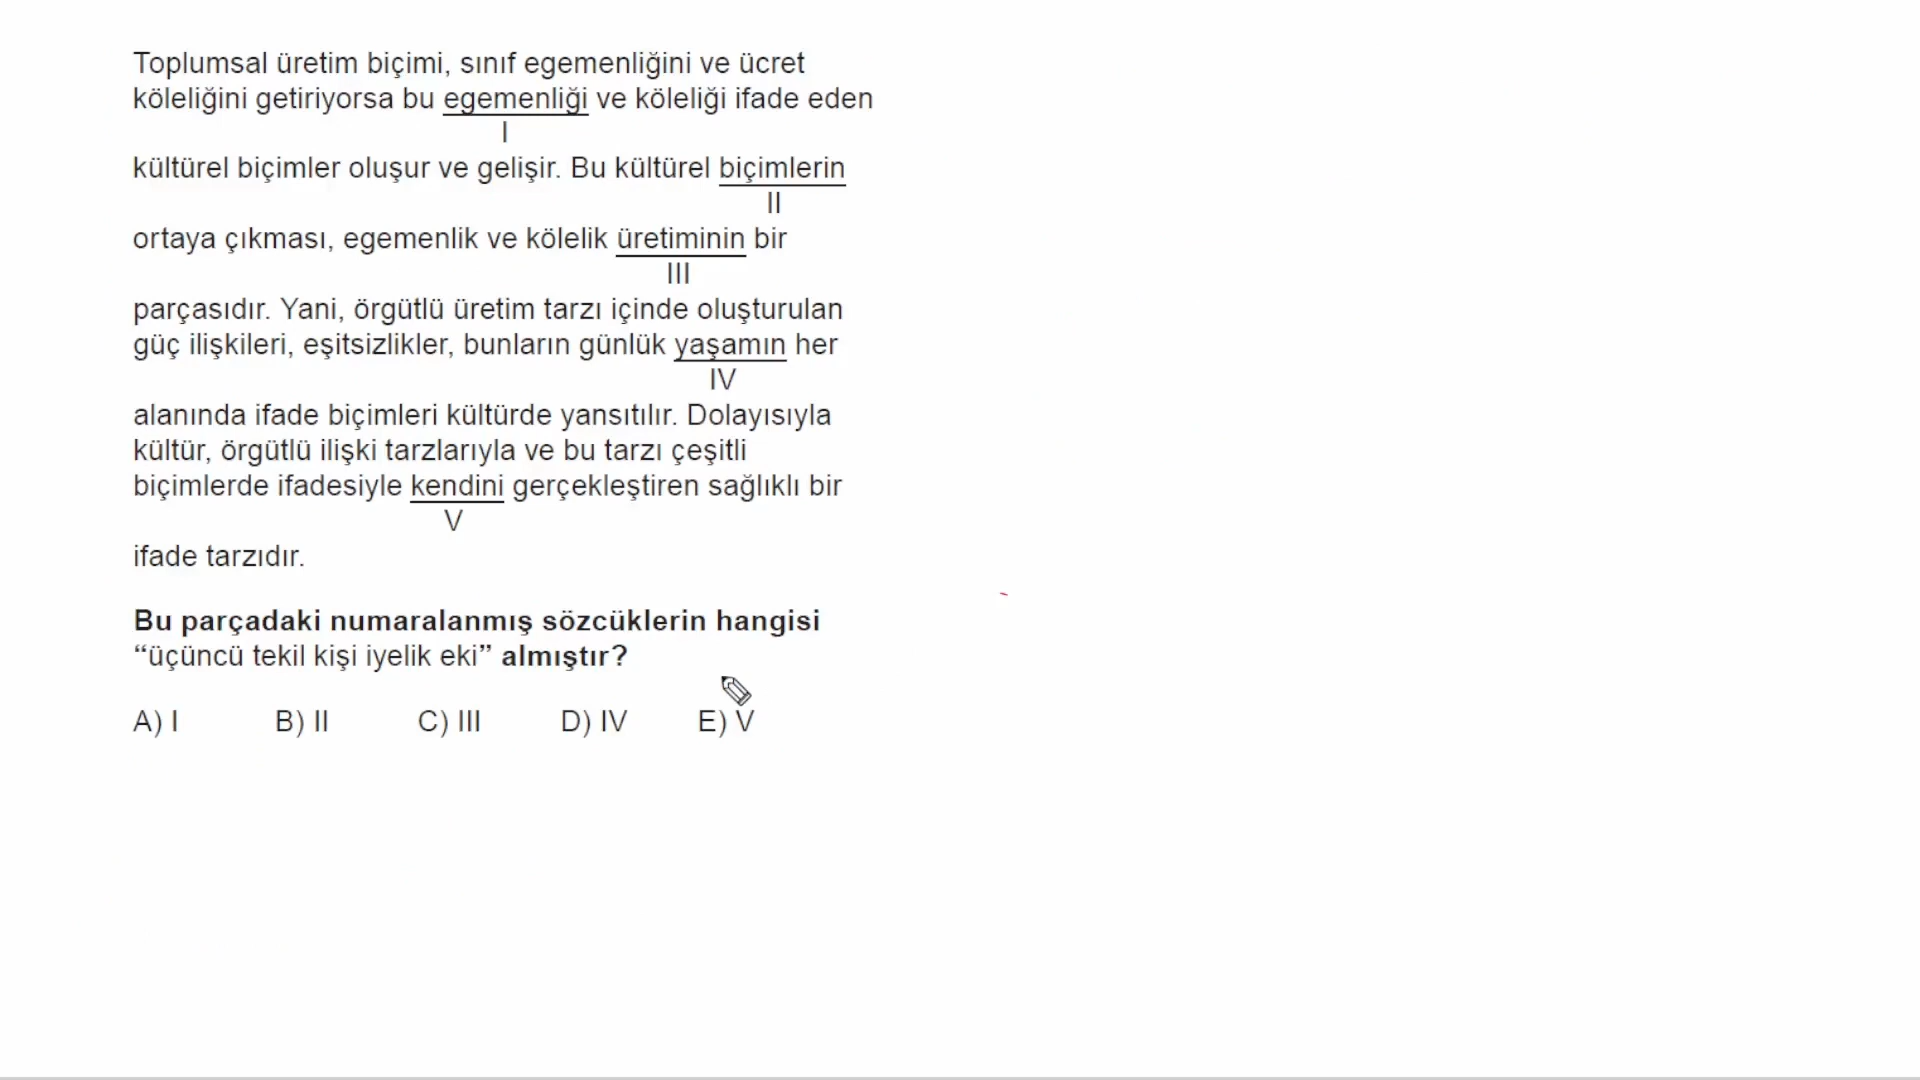 Toplumsal üretim biçimi, sınıf egemenliğini ve ücret
köleliğini getiriyorsa bu egemenliği ve köleliği ifade eden
I
kültürel biçimler oluşur ve gelişir. Bu kültürel biçimlerin
II
ortaya çıkması, egemenlik ve kölelik üretiminin bir
III
parçasıdır. Yani, örgütlü üretim tarzı içinde oluşturulan
güç ilişkileri, eşitsizlikler, bunların günlük yaşamın her
IV
alanında ifade biçimleri kültürde yansıtılır. Dolayısıyla
kültür, örgütlü ilişki tarzlarıyla ve bu tarzı çeşitli
biçimlerde ifadesiyle kendini gerçekleştiren sağlıklı bir
V
ifade tarzıdır.
Bu parçadaki numaralanmış sözcüklerin hangisi
“üçüncü tekil kişi iyelik eki” almıştır?
A) I B) II C) III D) IV E) V